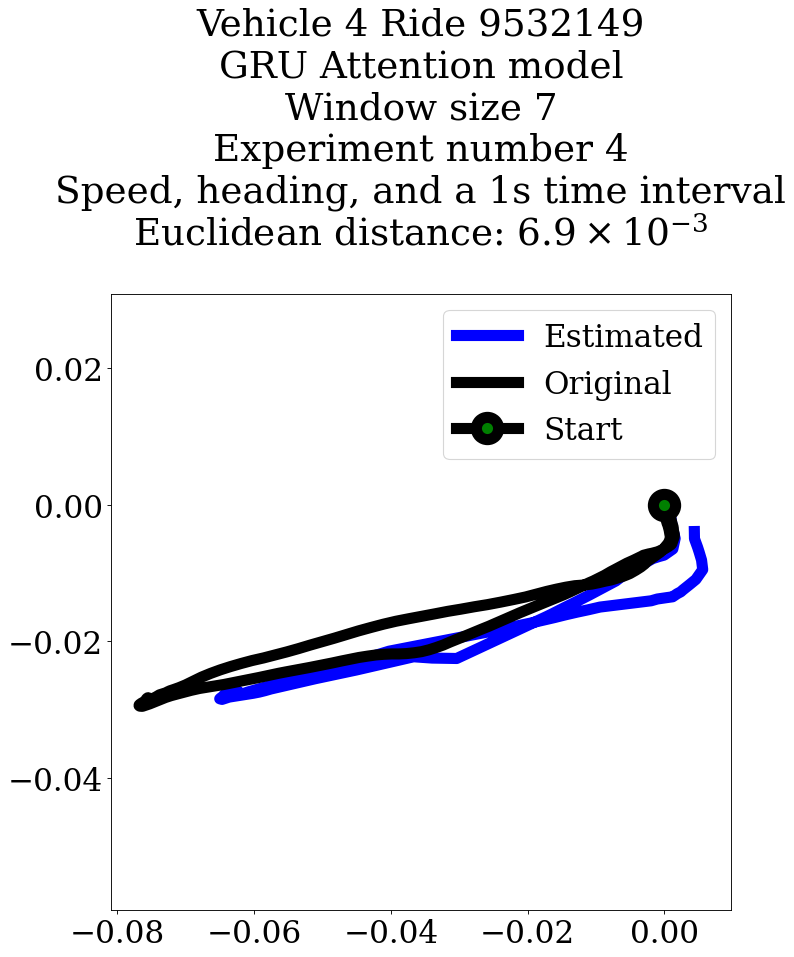 Vehicle 4 Ride 9532149
GRU Attention model
Window size 7
Experiment number 4
Speed, heading, and a 1s time interval
Euclidean distance: 6.9 × 10⁻³
Estimated
Original
Start
0.02
0.00
−0.02
−0.04
−0.08 −0.06 −0.04 −0.02 0.00